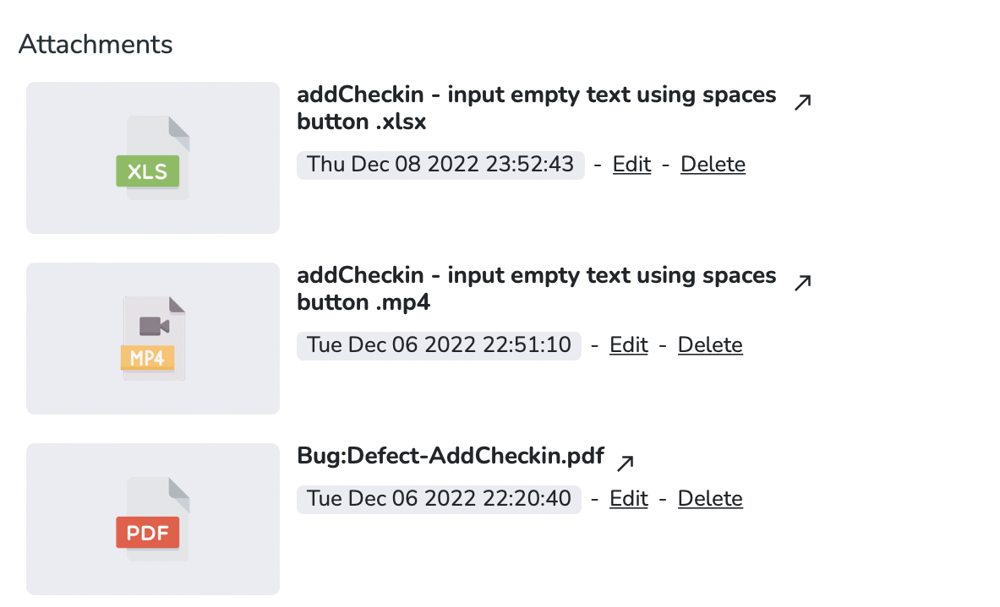 Attachments
XLS
addCheckin - input empty text using spaces
button .xlsx
Thu Dec 08 2022 23:52:43 - Edit - Delete
MP4
addCheckin - input empty text using spaces
button .mp4
Tue Dec 06 2022 22:51:10 - Edit - Delete
PDF
Bug:Defect-AddCheckin.pdf
Tue Dec 06 2022 22:20:40 - Edit - Delete